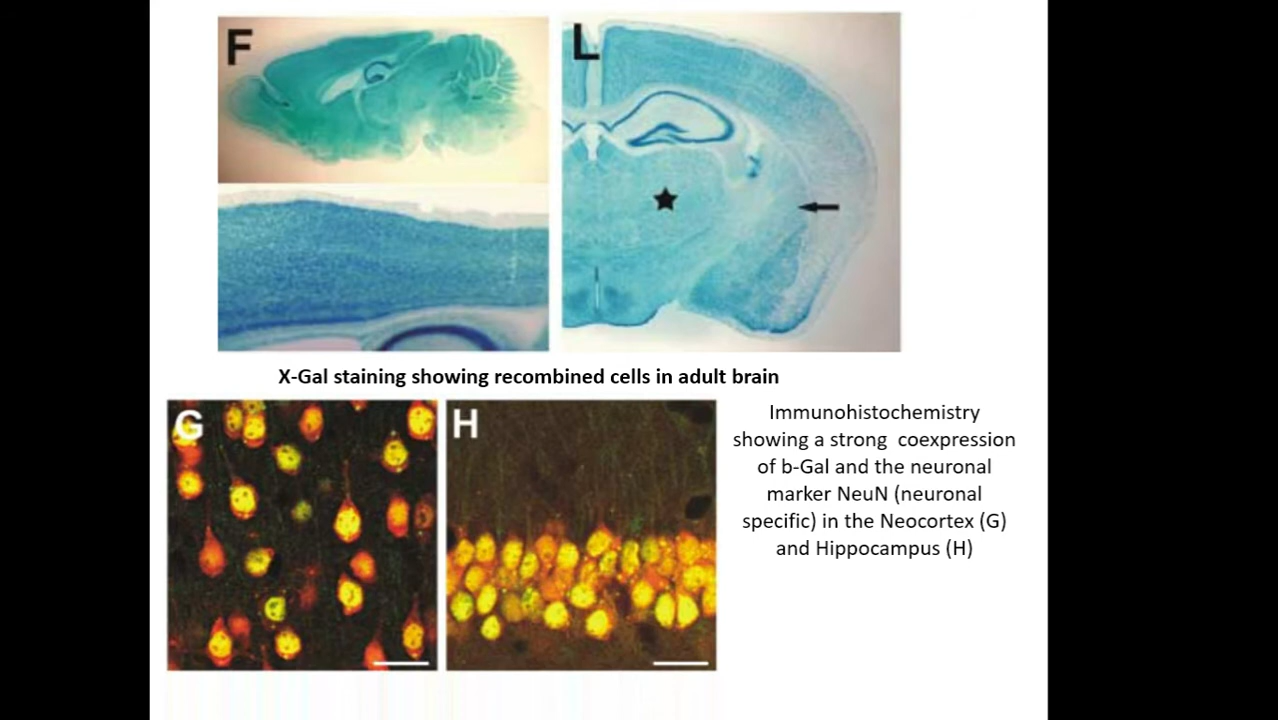 F
L
X-Gal staining showing recombined cells in adult brain
G
H
Immunohistochemistry
showing a strong  coexpression
of b-Gal and the neuronal
marker NeuN (neuronal
specific) in the Neocortex (G)
and Hippocampus (H)